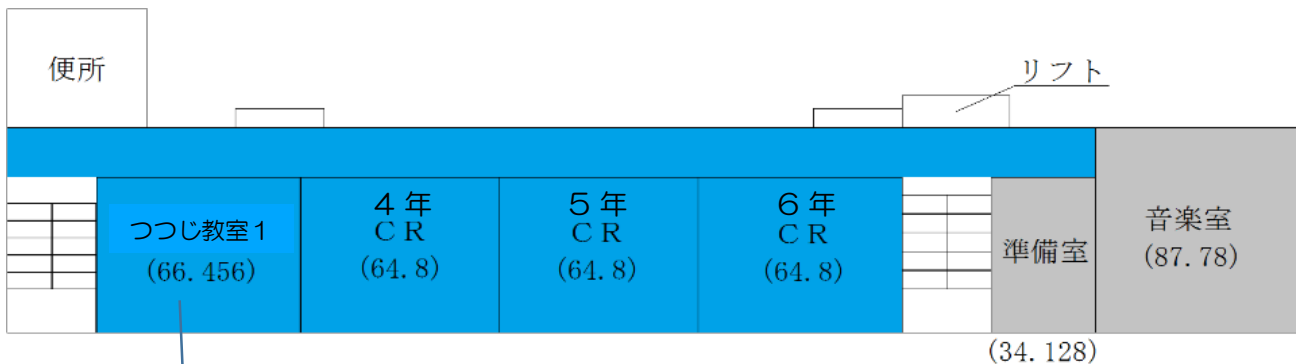 便所
リフト
つつじ教室1
(66.456)
4年
CR
(64.8)
5年
CR
(64.8)
6年
CR
(64.8)
準備室
(34.128)
音楽室
(87.78)